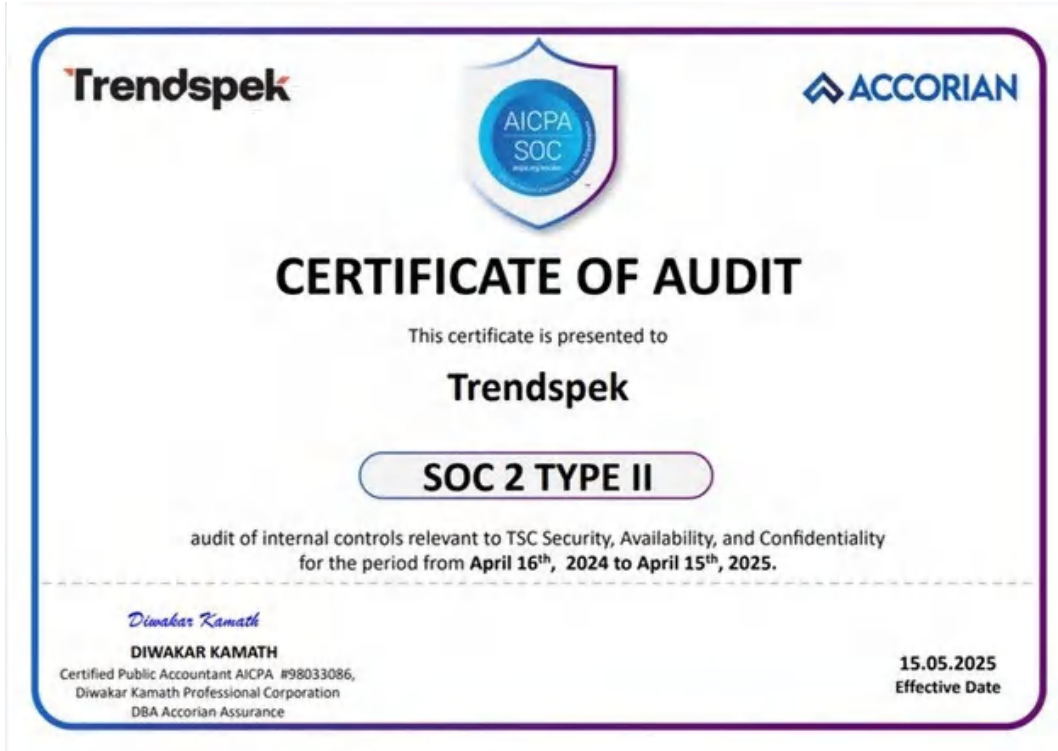 Trendspek
ACCORIAN
AICPA
SOC
CERTIFICATE OF AUDIT
This certificate is presented to
Trendspek
SOC 2 TYPE II
audit of internal controls relevant to TSC Security, Availability, and Confidentiality
for the period from April 16th, 2024 to April 15th, 2025.
Diwakar Kamath
DIWAKAR KAMATH
Certified Public Accountant AICPA #98033086,
Diwakar Kamath Professional Corporation
DBA Accorian Assurance
15.05.2025
Effective Date